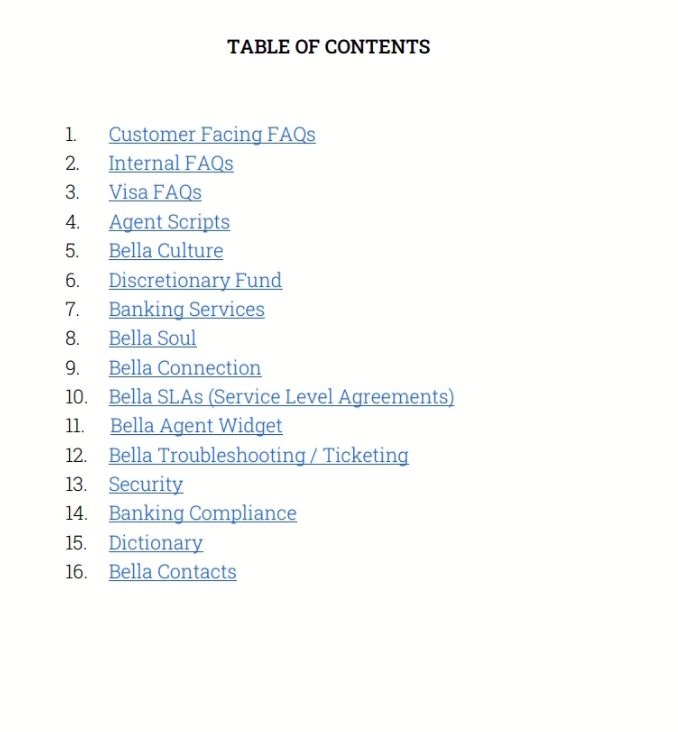 TABLE OF CONTENTS
1. Customer Facing FAQs
2. Internal FAQs
3. Visa FAQs
4. Agent Scripts
5. Bella Culture
6. Discretionary Fund
7. Banking Services
8. Bella Soul
9. Bella Connection
10. Bella SLAs (Service Level Agreements)
11. Bella Agent Widget
12. Bella Troubleshooting / Ticketing
13. Security
14. Banking Compliance
15. Dictionary
16. Bella Contacts